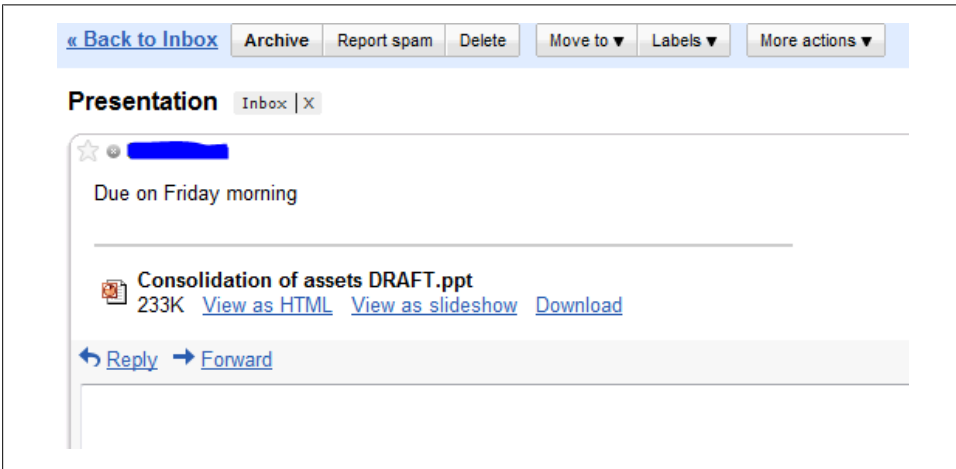 « Back to Inbox Archive Report spam Delete Move to ▼ Labels ▼ More actions ▼
Presentation Inbox | X
Due on Friday morning
Consolidation of assets DRAFT.ppt
233K View as HTML View as slideshow Download
Reply Forward